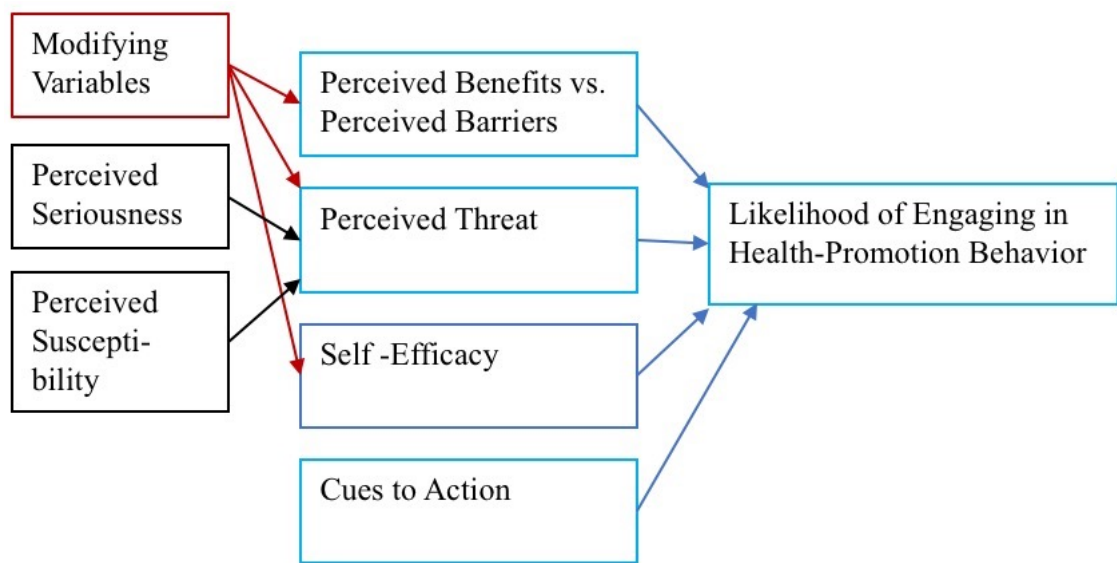 Modifying
Variables
Perceived Benefits vs.
Perceived Barriers
Perceived
Seriousness
Perceived Threat
Likelihood of Engaging in
Health-Promotion Behavior
Perceived
Suscepti-
bility
Self -Efficacy
Cues to Action